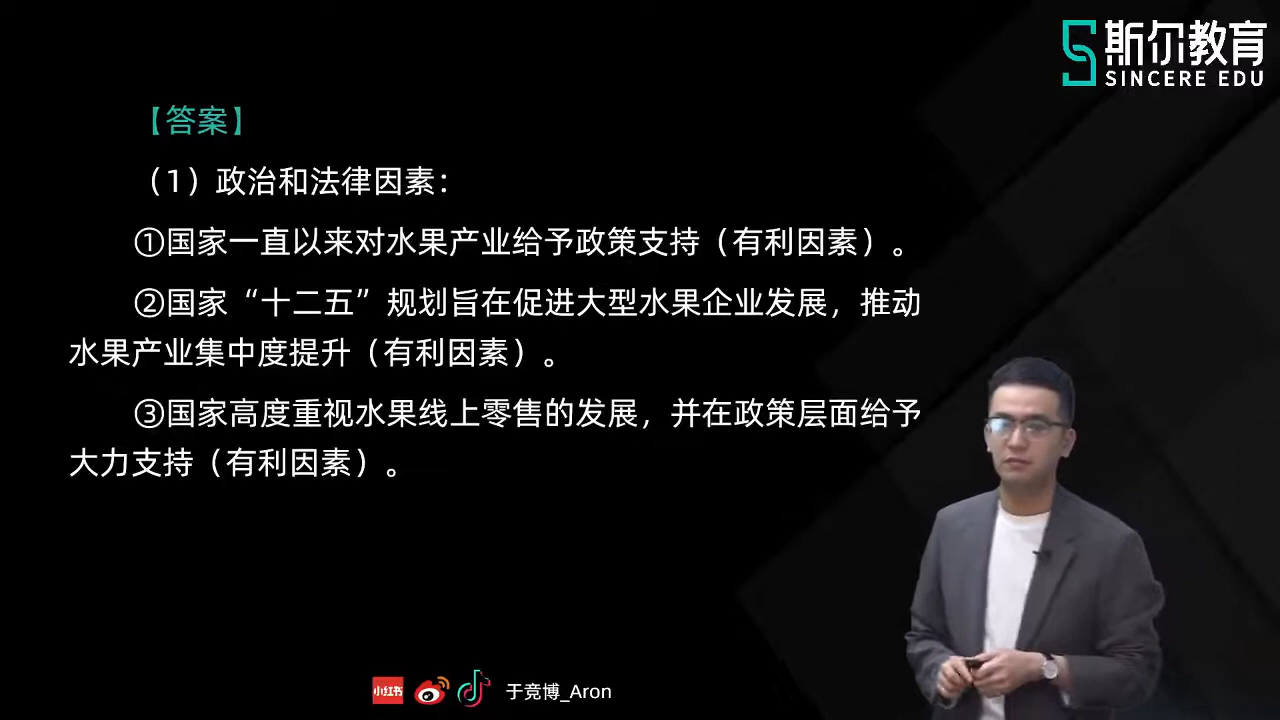 斯尔教育
SINCERE EDU
【答案】
（1）政治和法律因素：
①国家一直以来对水果产业给予政策支持（有利因素）。
②国家“十二五”规划旨在促进大型水果企业发展，推动
水果产业集中度提升（有利因素）。
③国家高度重视水果线上零售的发展，并在政策层面给予
大力支持（有利因素）。
小红书 于竞博_Aron